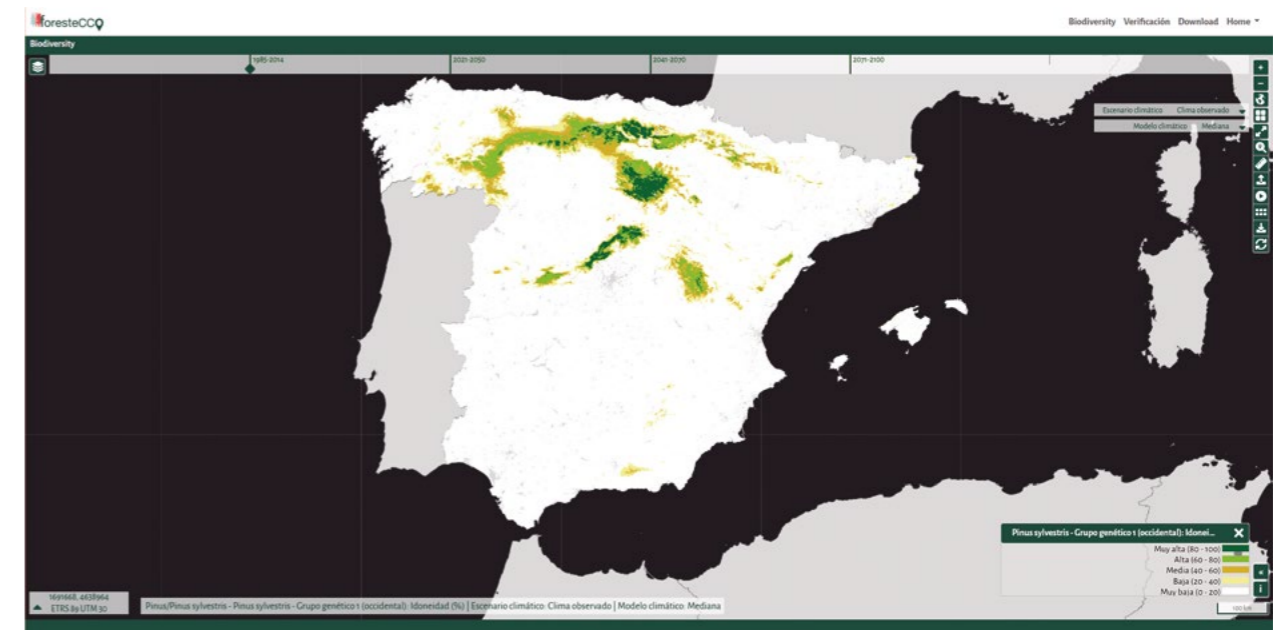 foresteCC
Biodiversity Verificación Download Home
Biodiversity
1985-2014 2021-2050 2041-2070 2071-2100
Escenario climático Clima observado
Modelo climático Mediana
Pinus sylvestris - Grupo genético 1 (occidental): Idonei...
Muy alta (80 - 100)
Alta (60 - 80)
Media (40 - 60)
Baja (20 - 40)
Muy baja (0 - 20)
1691668, 4638964
ETRS 89 UTM 30
Pinus/Pinus sylvestris - Pinus sylvestris - Grupo genético 1 (occidental): Idoneidad (%) | Escenario climático: Clima observado | Modelo climático: Mediana
100 km